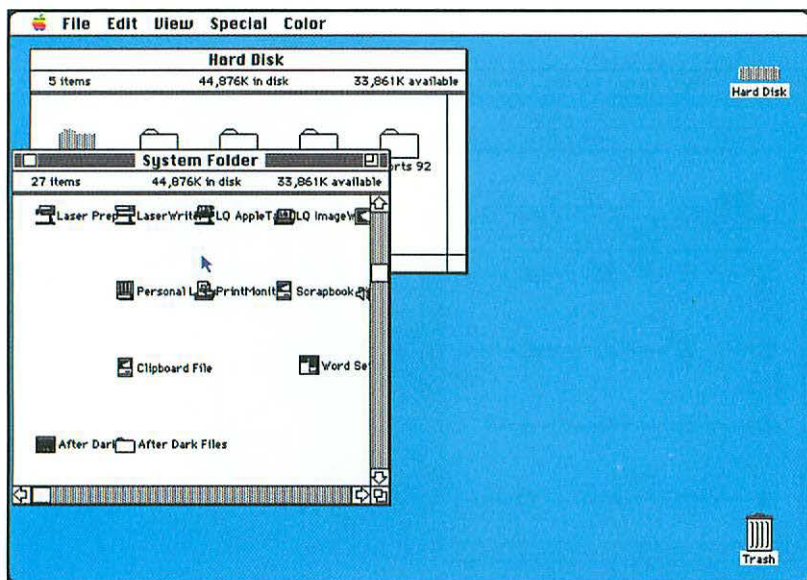 File Edit View Special Color
Hard Disk
5 items 44,876K in disk 33,861K available
Hard Disk
rts 92
System Folder
27 items 44,876K in disk 33,861K available
Laser Prep LaserWrite LQ AppleTa LQ ImageW
Personal L PrintMonit Scrapbook
Clipboard File Word Se
After Dark After Dark Files
Trash